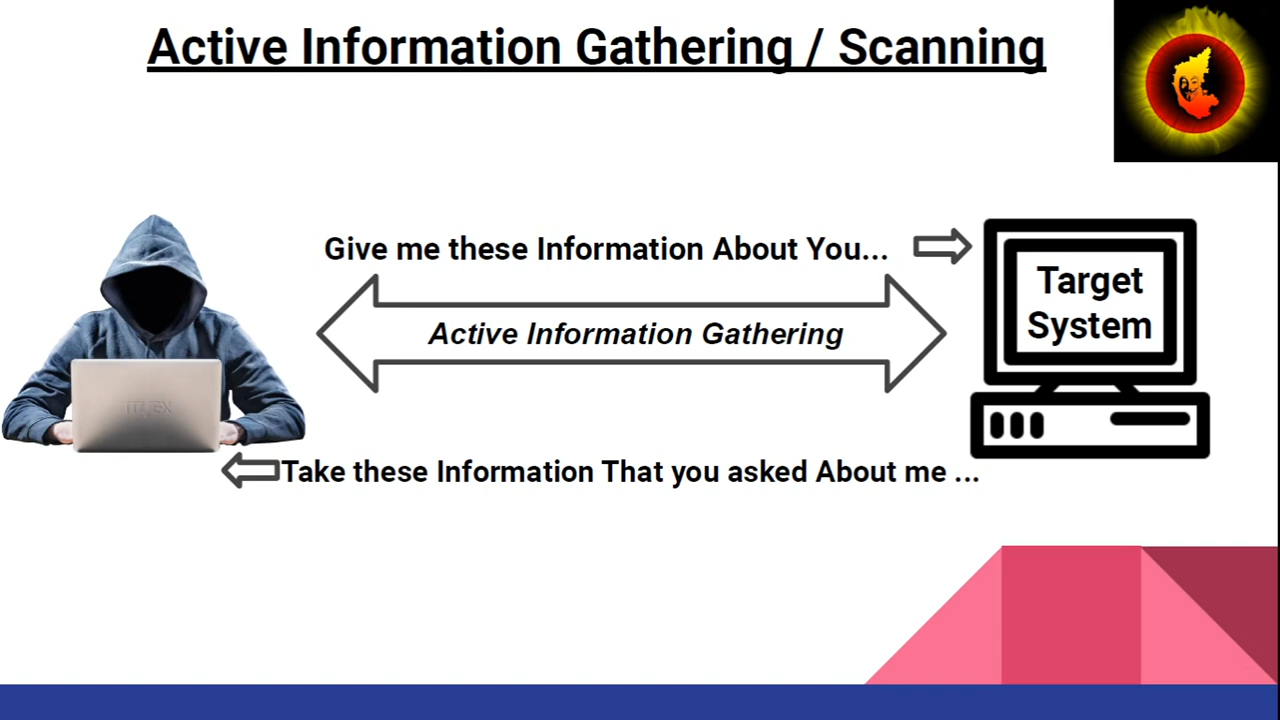 Active Information Gathering / Scanning
Give me these Information About You...
Target
System
Active Information Gathering
Take these Information That you asked About me ...